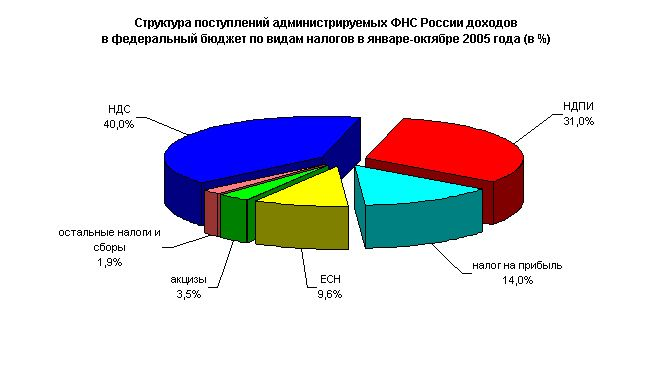 Структура поступлений администрируемых ФНС России доходов
в федеральный бюджет по видам налогов в январе-октябре 2005 года (в %)
НДС
40,0%
НДПИ
31,0%
остальные налоги и
сборы
1,9%
акцизы
3,5%
ЕСН
9,6%
налог на прибыль
14,0%